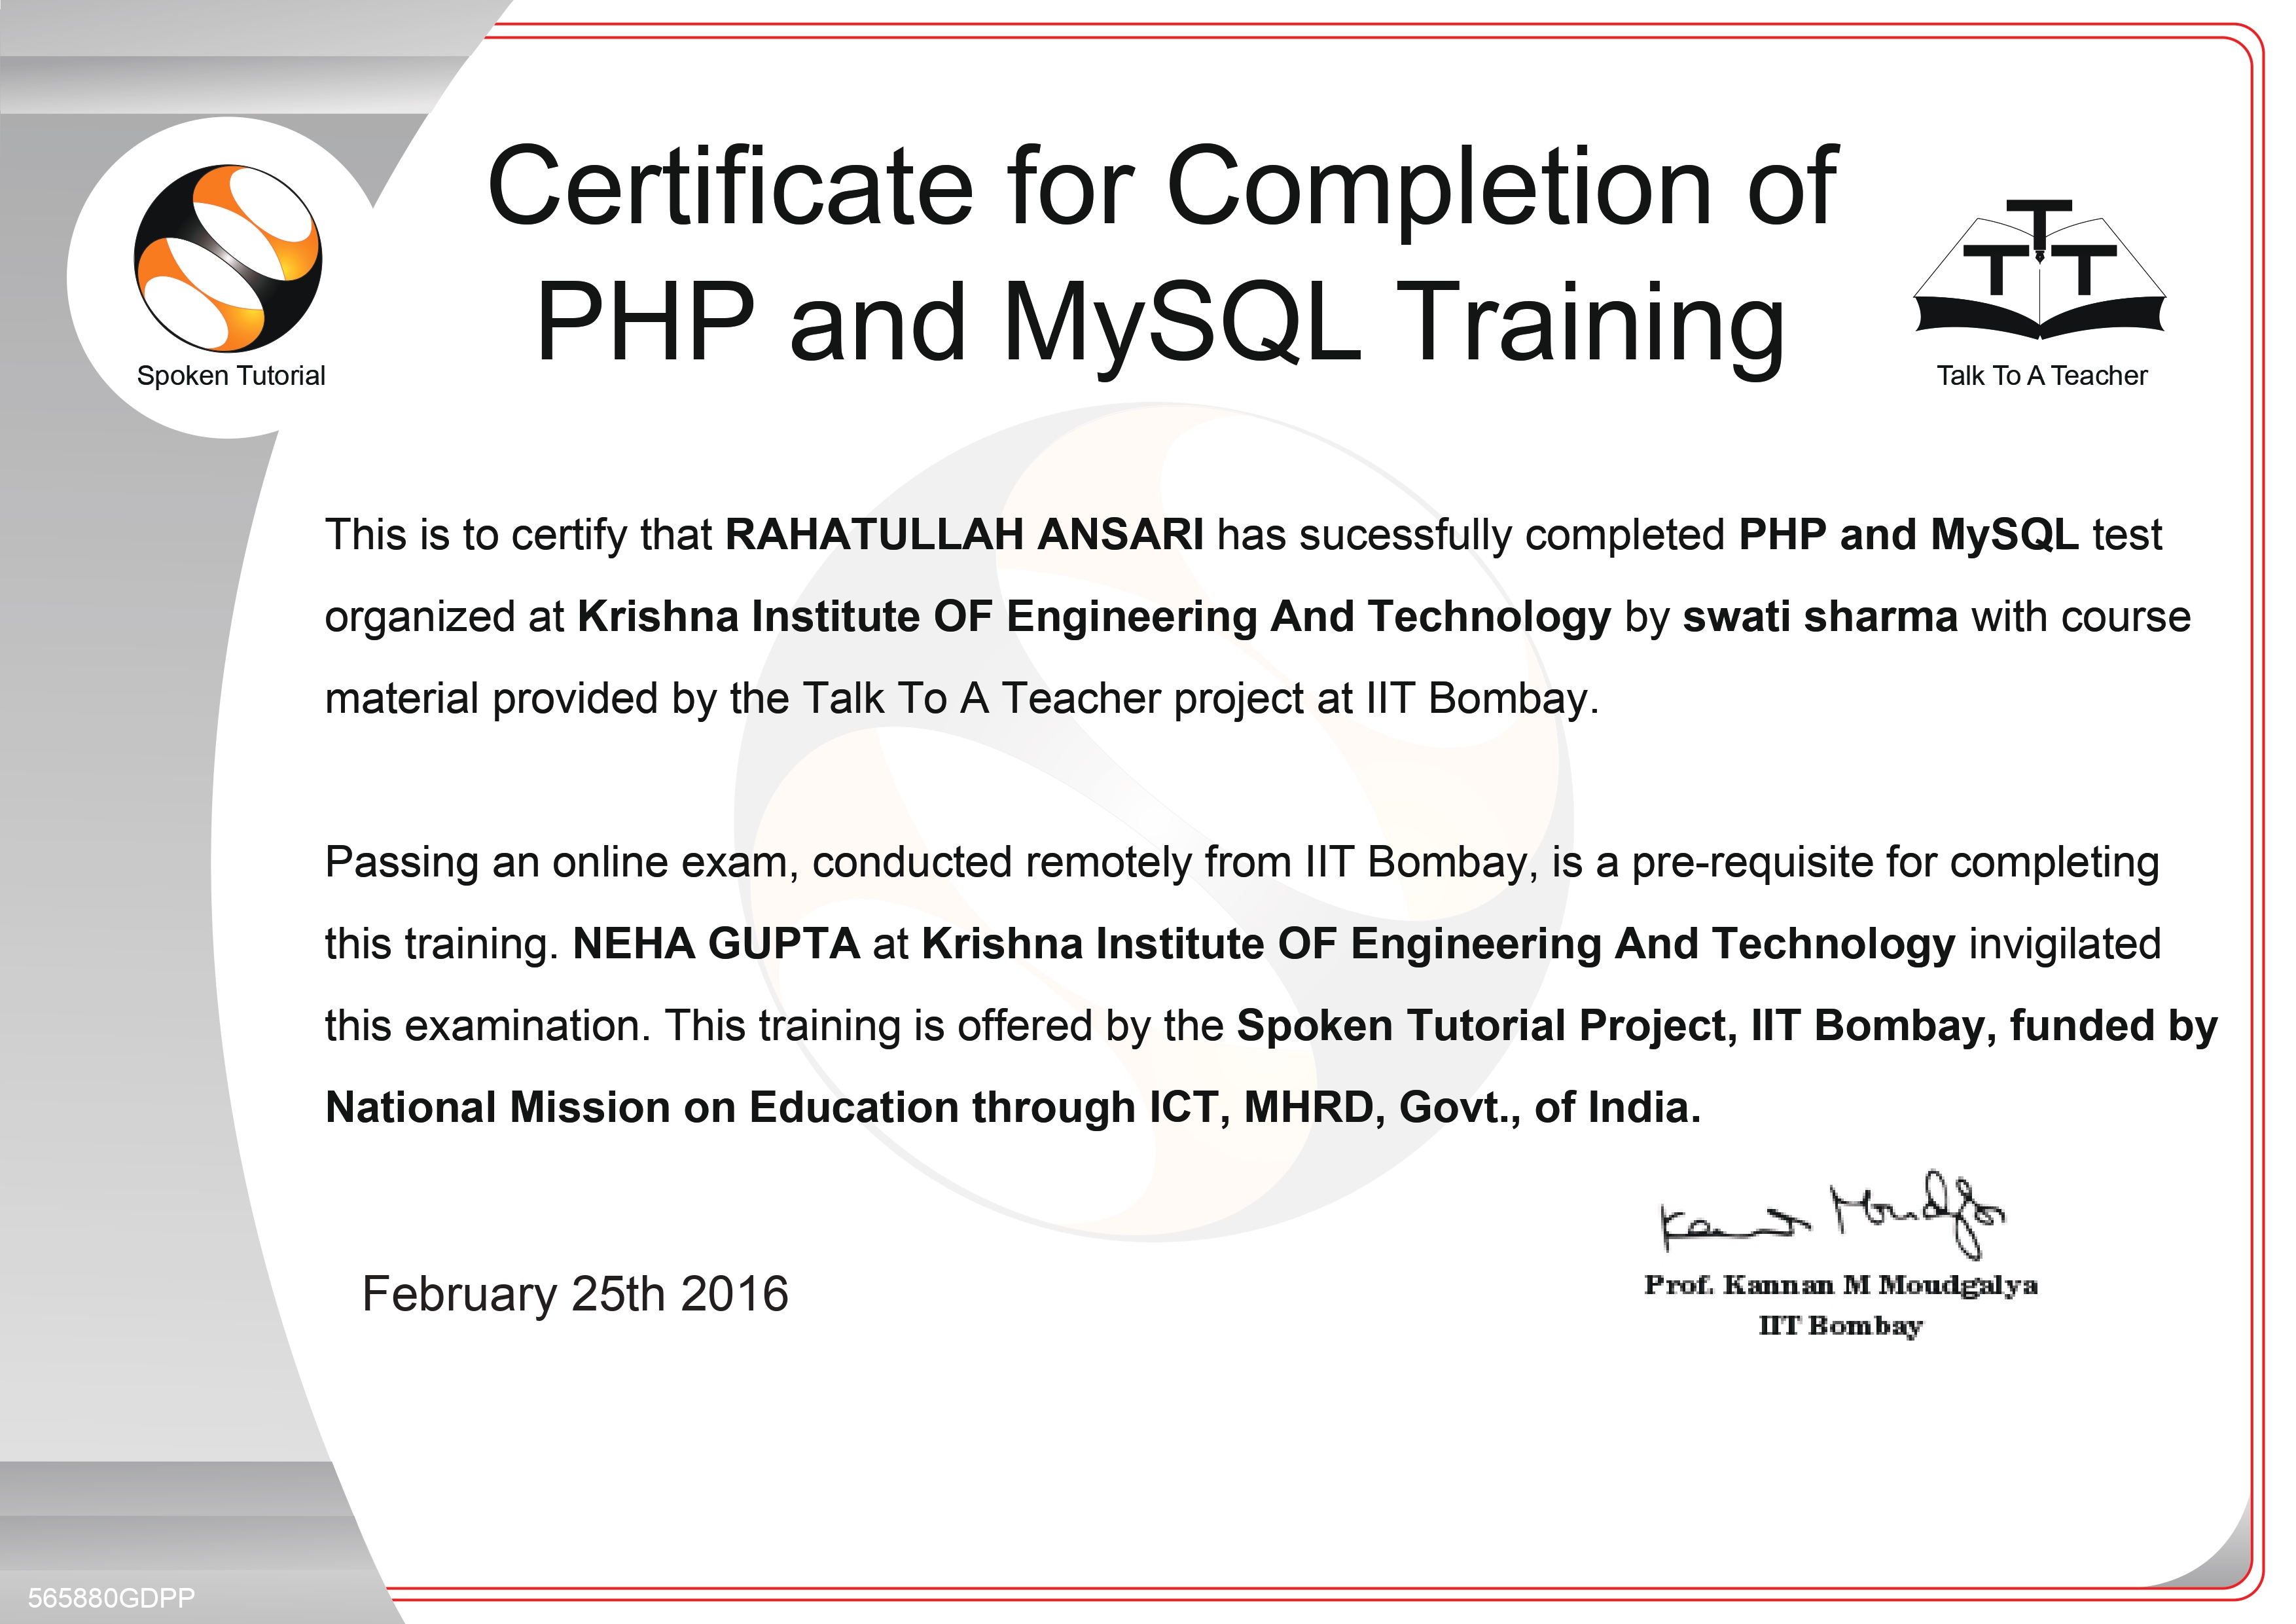 Certificate for Completion of
PHP and MySQL Training
Spoken Tutorial
TTT
Talk To A Teacher
This is to certify that RAHATULLAH ANSARI has sucessfully completed PHP and MySQL test
organized at Krishna Institute OF Engineering And Technology by swati sharma with course
material provided by the Talk To A Teacher project at IIT Bombay.
Passing an online exam, conducted remotely from IIT Bombay, is a pre-requisite for completing
this training. NEHA GUPTA at Krishna Institute OF Engineering And Technology invigilated
this examination. This training is offered by the Spoken Tutorial Project, IIT Bombay, funded by
National Mission on Education through ICT, MHRD, Govt., of India.
February 25th 2016
Prof. Kannan M Moudgalya
IIT Bombay
565880GDPP